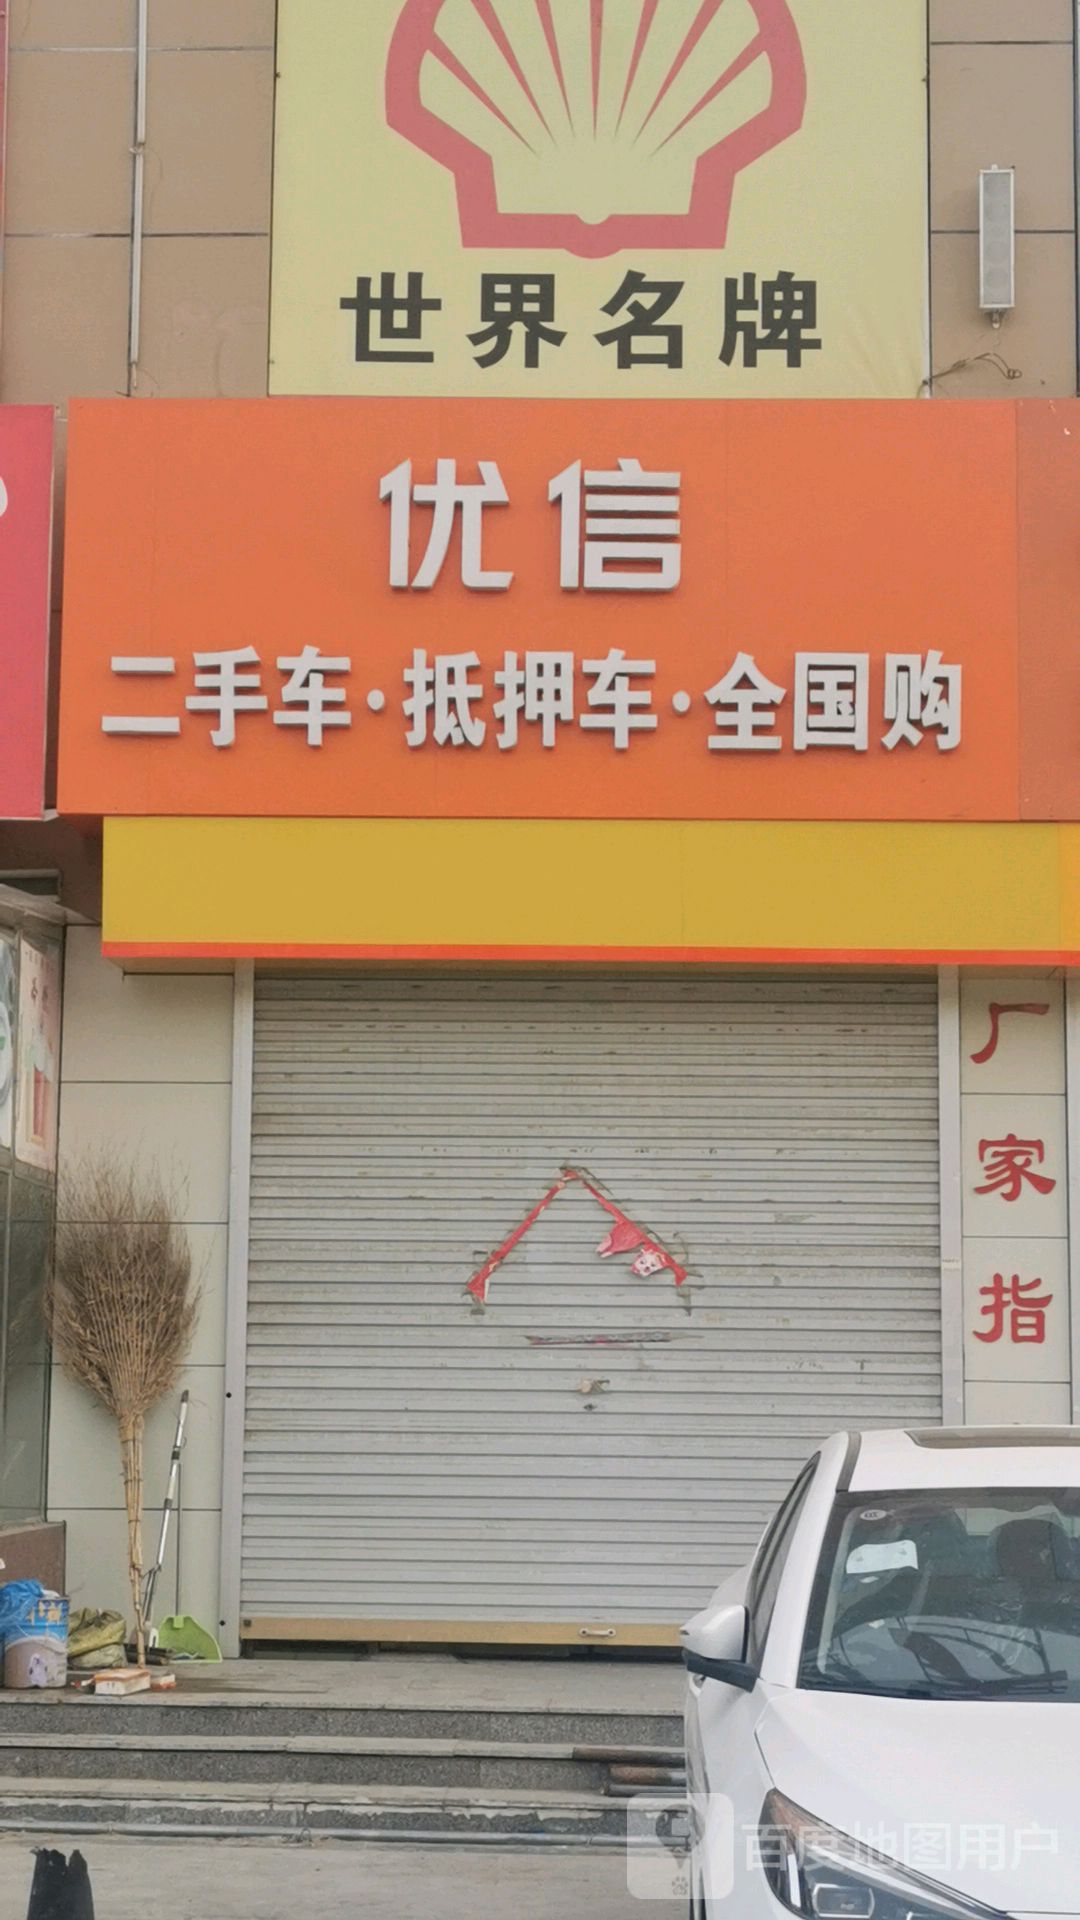 世界名牌
优信
二手车·抵押车·全国购
厂家指
百度地图用户